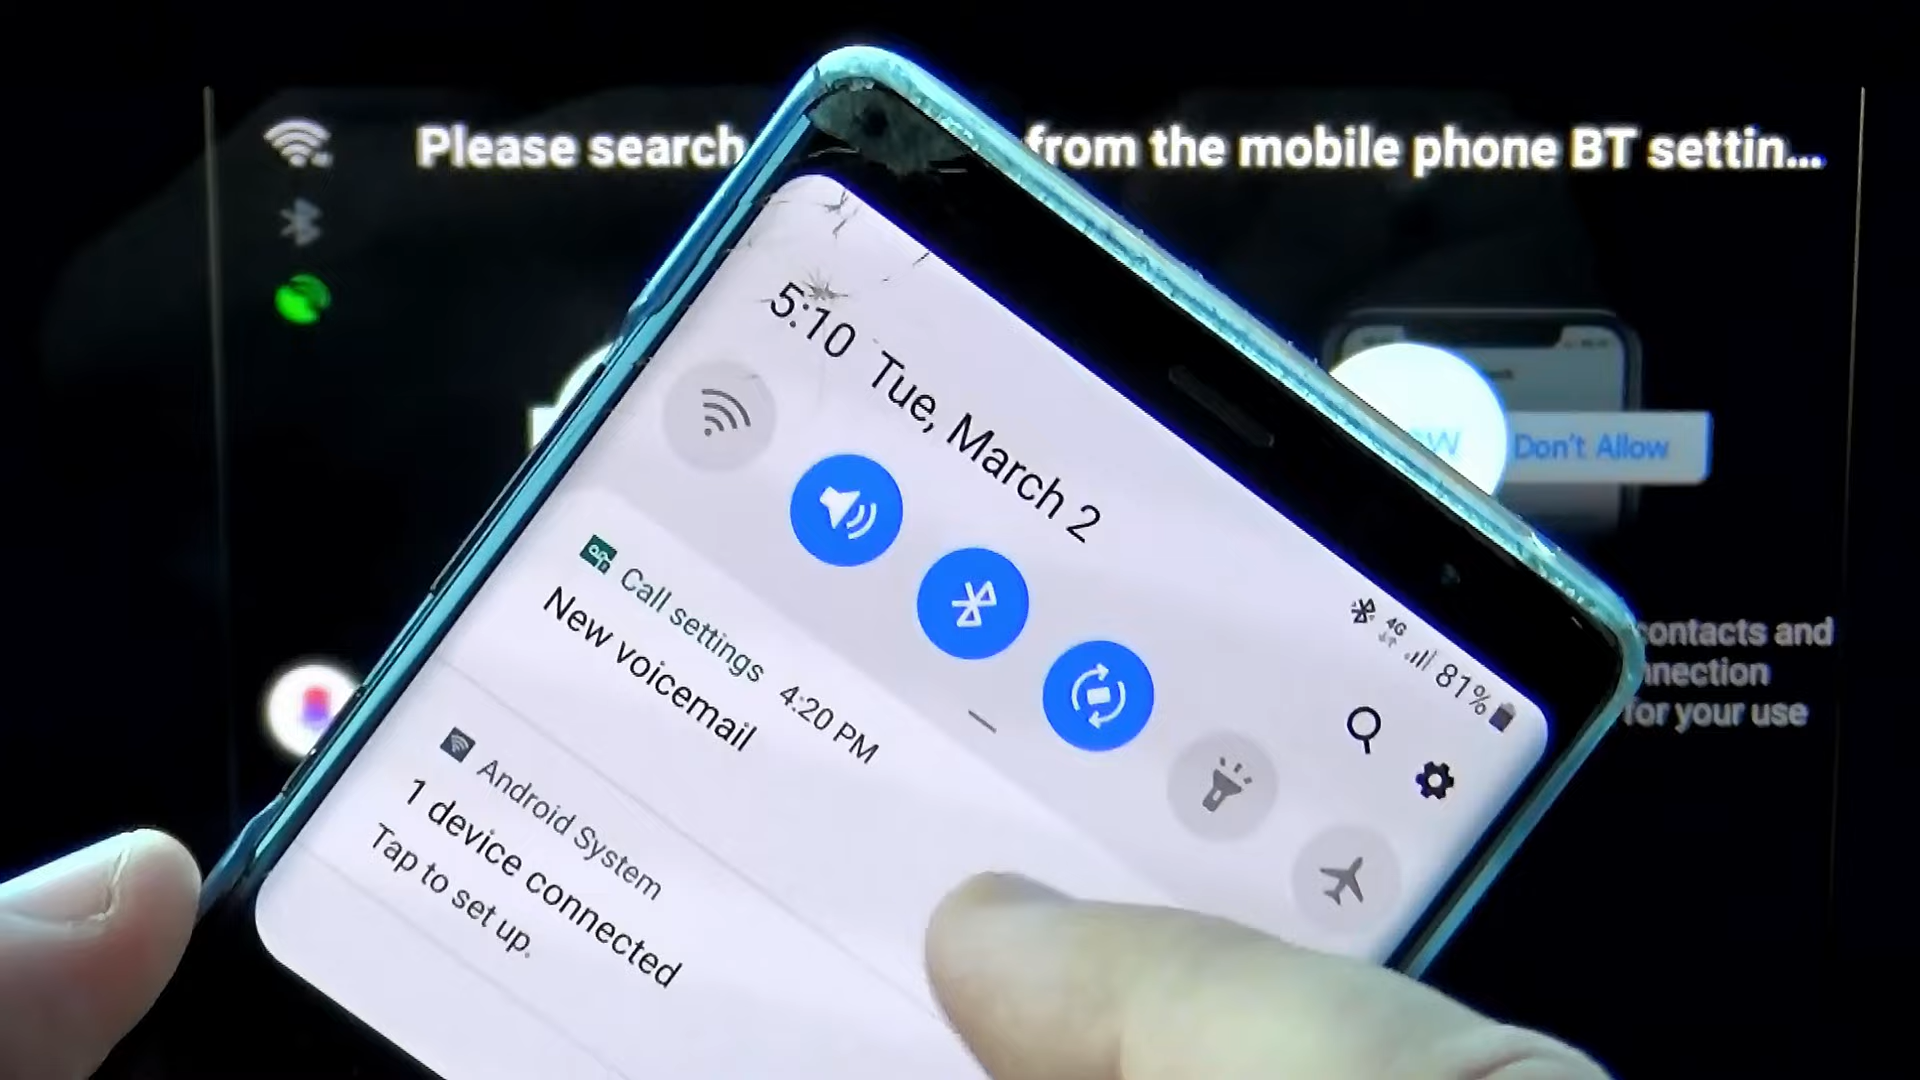 Please search
from the mobile phone BT settin...
5:10 Tue, March 2
Don't Allow
4G
81%
Call settings 4:20 PM
New voicemail
contacts and
for your use
Android System
1 device connected
Tap to set up.